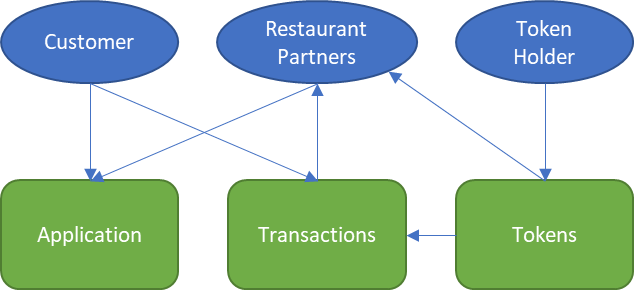 Customer
Restaurant
Partners
Token
Holder
Application
Transactions
Tokens